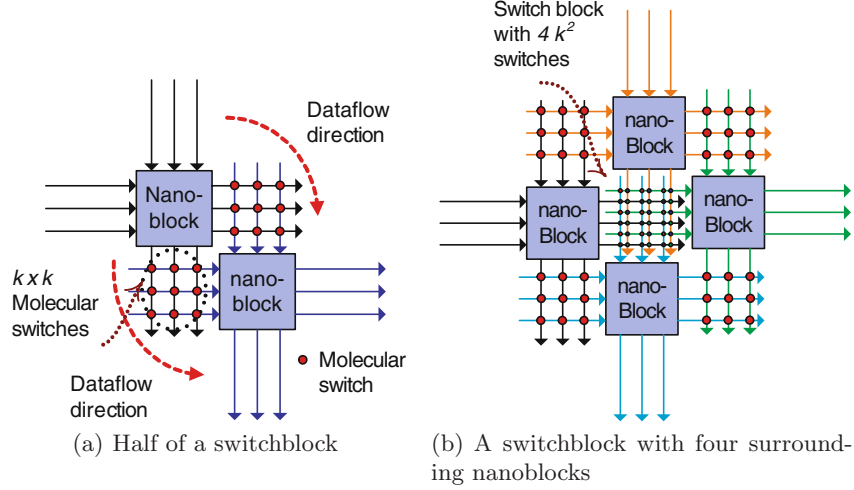 Dataflow
direction
Nano-
block
nano-
block
k x k
Molecular
switches
Molecular
switch
Dataflow
direction
(a) Half of a switchblock
Switch block
with 4 k²
switches
nano-
Block
nano-
Block
nano-
Block
nano-
Block
(b) A switchblock with four surround-
ing nanoblocks